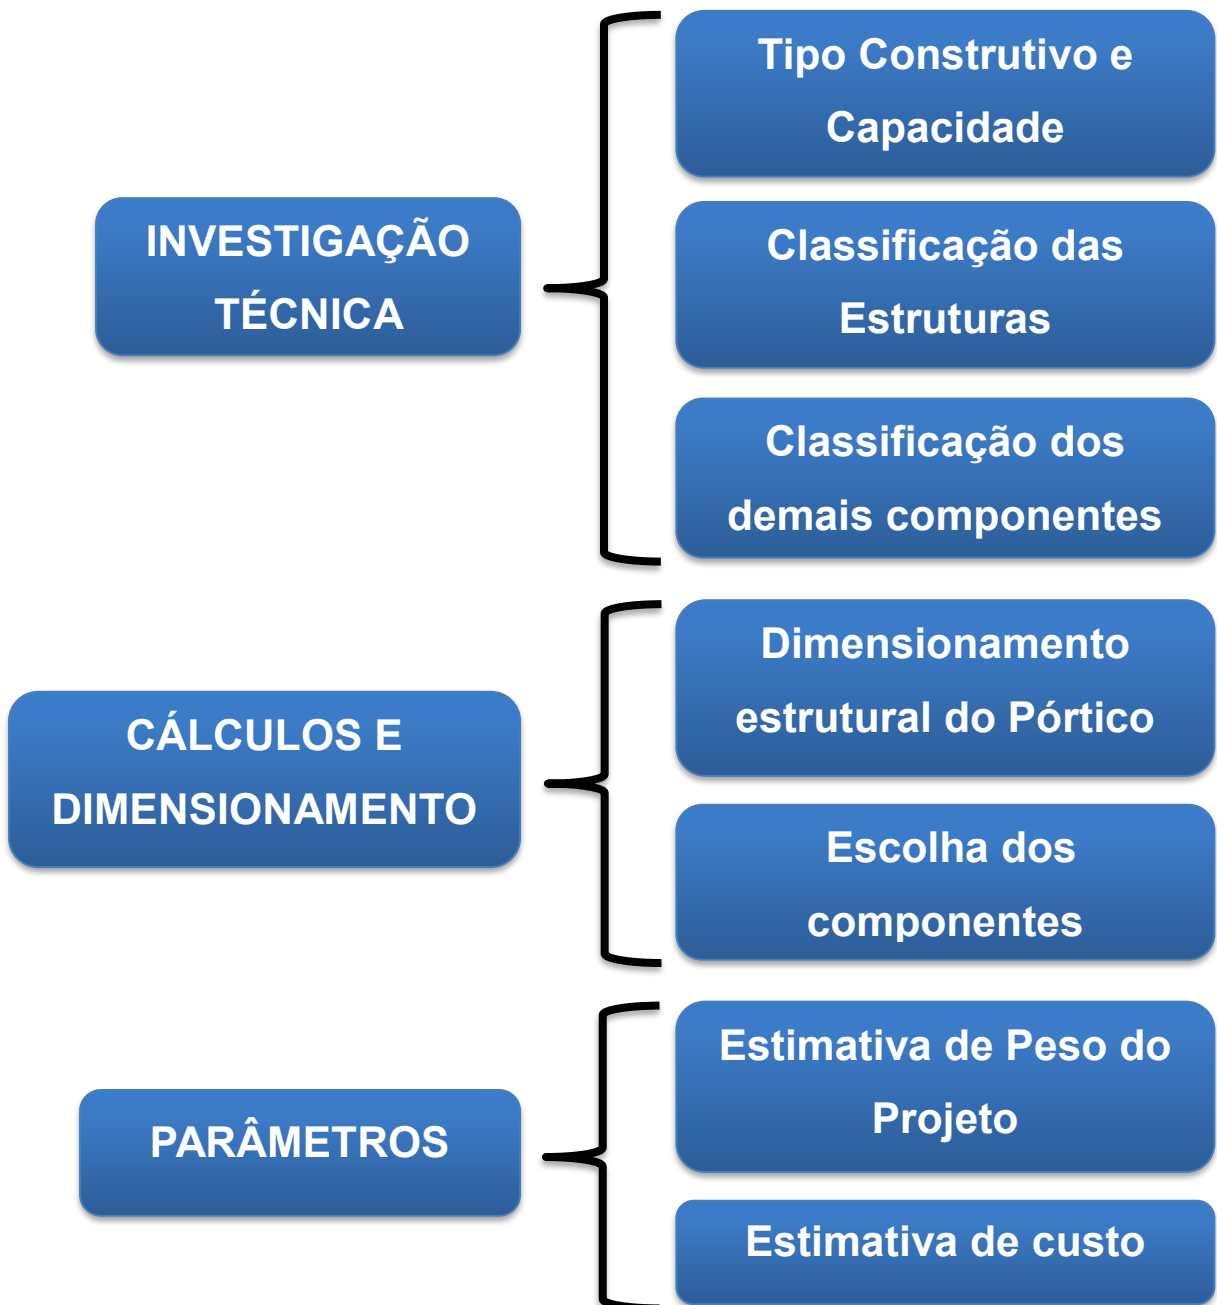 INVESTIGAÇÃO
TÉCNICA
Tipo Construtivo e
Capacidade
Classificação das
Estruturas
Classificação dos
demais componentes
CÁLCULOS E
DIMENSIONAMENTO
Dimensionamento
estrutural do Pórtico
Escolha dos
componentes
PARÂMETROS
Estimativa de Peso do
Projeto
Estimativa de custo